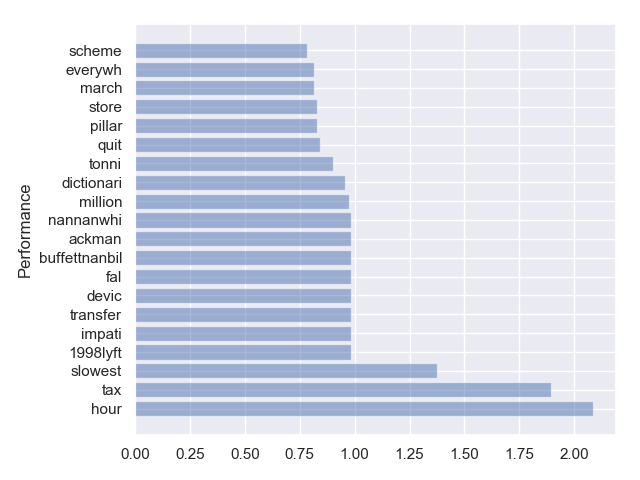 scheme
everywh
march
store
pillar
quit
tonni
dictionari
million
nannanwhi
ackman
buffettnanbil
fal
devic
transfer
impati
1998lyft
slowest
tax
hour
Performance
0.00 0.25 0.50 0.75 1.00 1.25 1.50 1.75 2.00